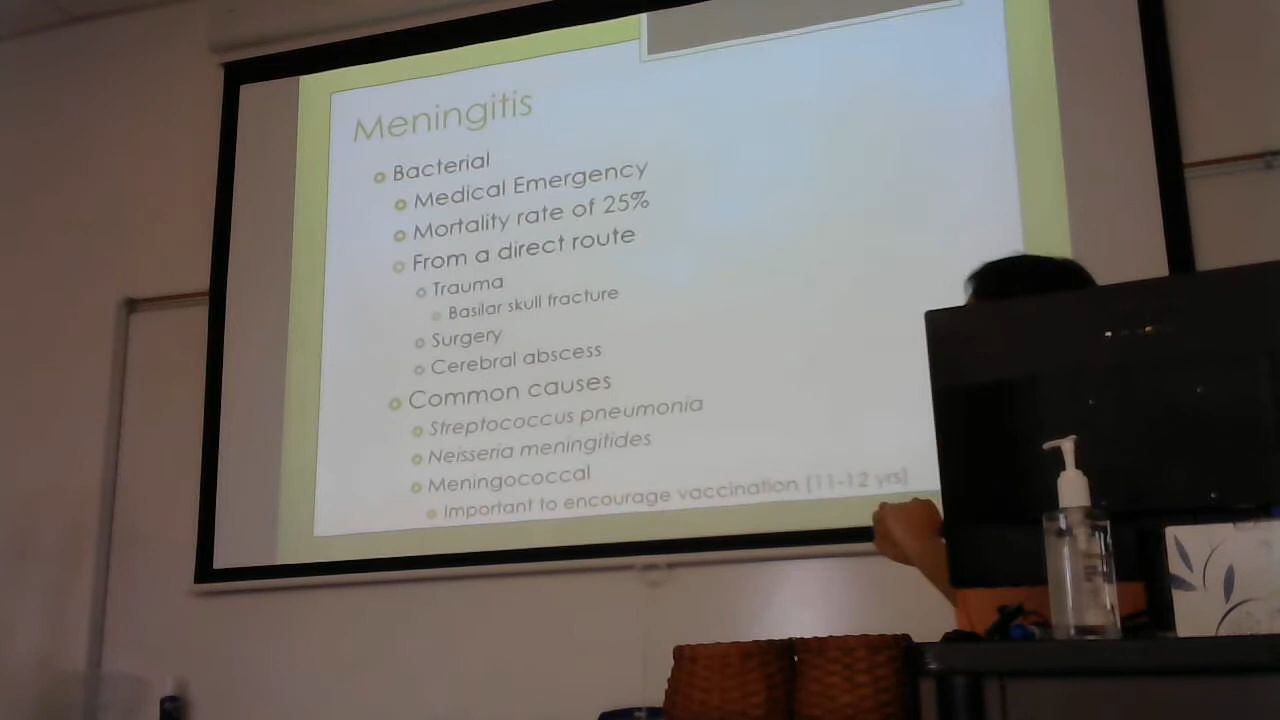 Meningitis
Bacterial
Medical Emergency
Mortality rate of 25%
From a direct route
Trauma
Basilar skull fracture
Surgery
Cerebral abscess
Common causes
Streptococcus pneumonia
Neisseria meningitides
Meningococcal
Important to encourage vaccination (11-12 yrs)